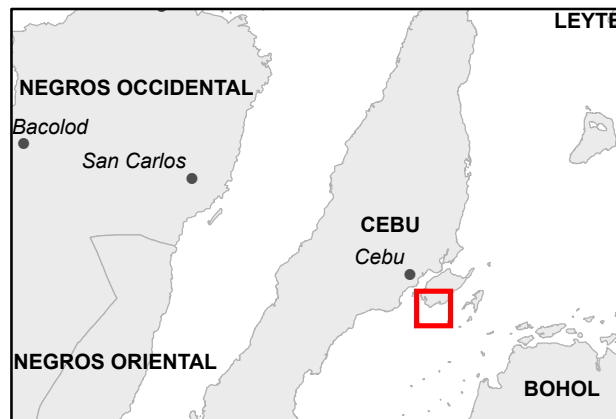 LEYTE
NEGROS OCCIDENTAL
Bacolod
San Carlos
CEBU
Cebu
NEGROS ORIENTAL
BOHOL